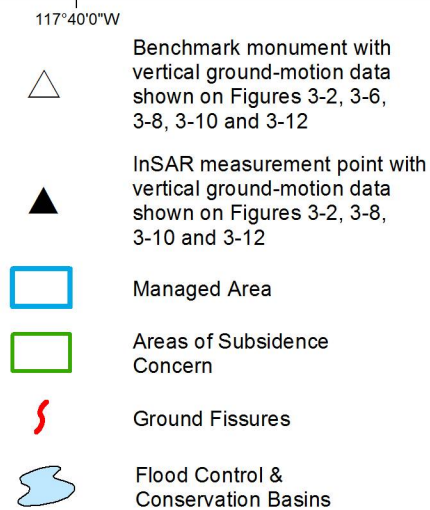 117°40'0"W
Benchmark monument with
vertical ground-motion data
shown on Figures 3-2, 3-6,
3-8, 3-10 and 3-12
InSAR measurement point with
vertical ground-motion data
shown on Figures 3-2, 3-8,
3-10 and 3-12
Managed Area
Areas of Subsidence
Concern
Ground Fissures
Flood Control &
Conservation Basins